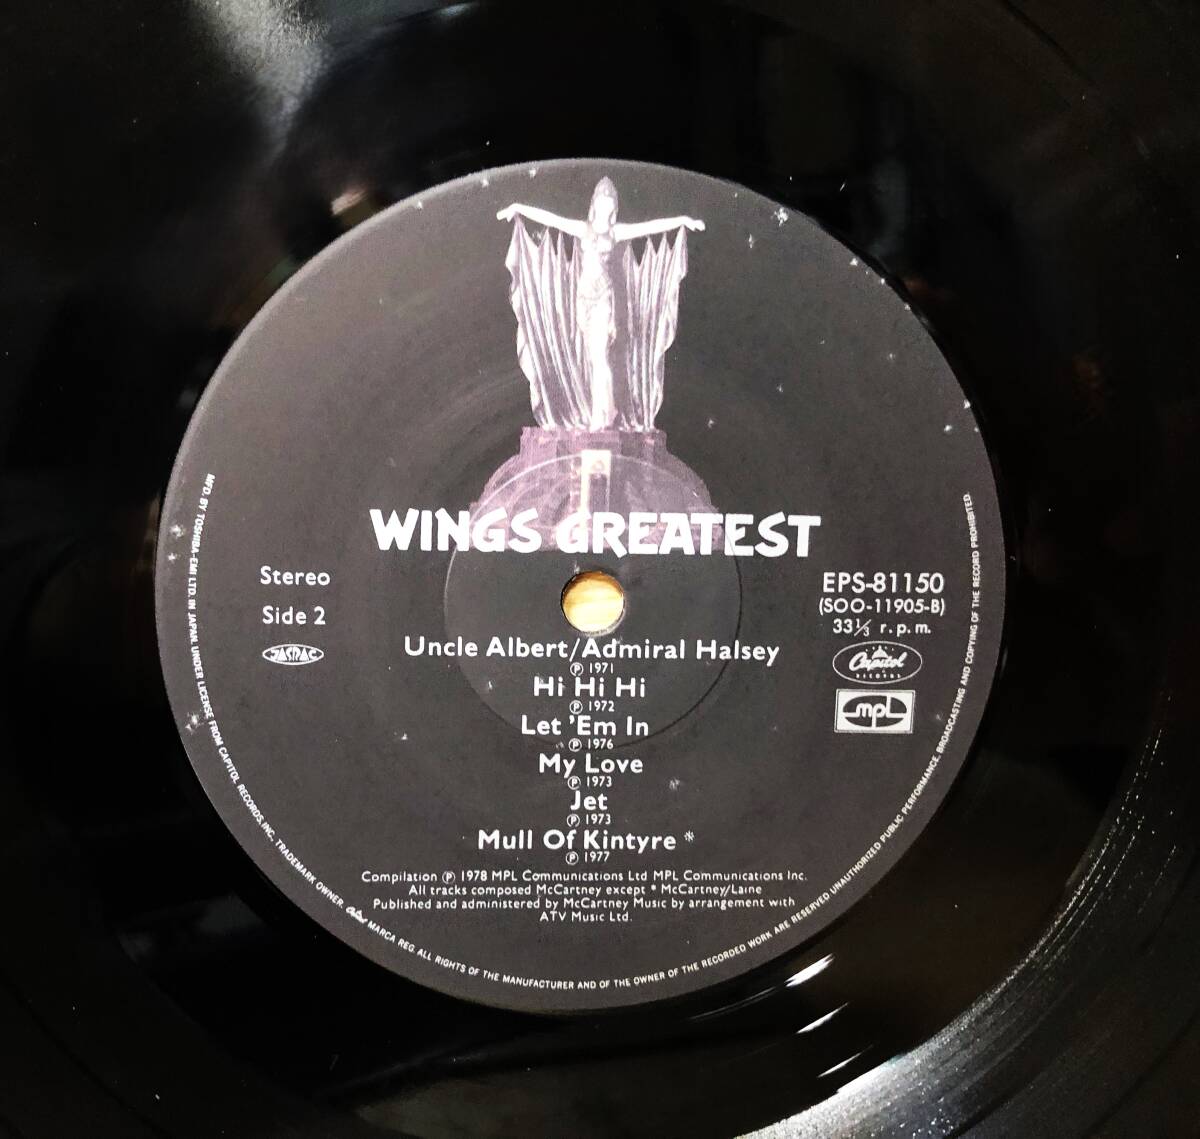 WINGS GREATEST
Stereo
Side 2
JASRAC
EPS-81150
(SOO-11905-B)
33⅓ r.p.m.
Capitol
RECORDS
mpl
Uncle Albert/Admiral Halsey
Ⓟ 1971
Hi Hi Hi
Ⓟ 1972
Let 'Em In
Ⓟ 1976
My Love
Ⓟ 1973
Jet
Ⓟ 1973
Mull Of Kintyre *
Ⓟ 1977
Compilation Ⓟ 1978 MPL Communications Ltd MPL Communications Inc.
All tracks composed McCartney except * McCartney/Laine
Published and administered by McCartney Music by arrangement with
ATV Music Ltd.
MFD. BY TOSHIBA-EMI LTD. IN JAPAN. UNDER LICENSE FROM CAPITOL RECORDS, INC., TRADEMARK OWNER. Capitol MARCA REG. ALL RIGHTS OF THE MANUFACTURER AND OF THE OWNER OF THE RECORDED WORK ARE RESERVED UNAUTHORIZED PUBLIC PERFORMANCE, BROADCASTING AND COPYING OF THE RECORD PROHIBITED.